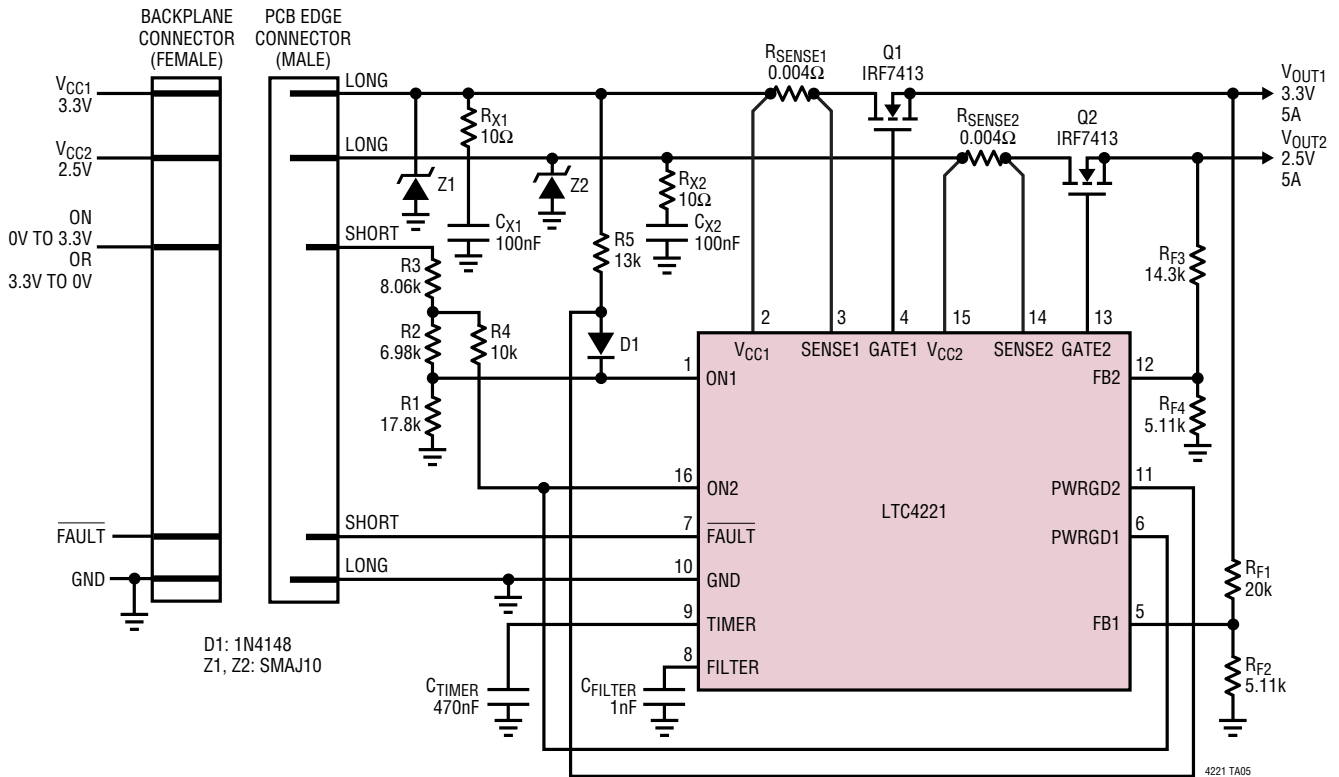 BACKPLANE
CONNECTOR
(FEMALE)
PCB EDGE
CONNECTOR
(MALE)
VCC1
3.3V
VCC2
2.5V
ON
0V TO 3.3V
OR
3.3V TO 0V
FAULT
GND
LONG
LONG
SHORT
SHORT
LONG
Z1
RX1
10Ω
CX1
100nF
Z2
RX2
10Ω
CX2
100nF
R3
8.06k
R2
6.98k
R4
10k
R1
17.8k
R5
13k
D1
RSENSE1
0.004Ω
Q1
IRF7413
RSENSE2
0.004Ω
Q2
IRF7413
VOUT1
3.3V
5A
VOUT2
2.5V
5A
RF3
14.3k
RF4
5.11k
RF1
20k
RF2
5.11k
2
3
4
15
14
13
VCC1
SENSE1
GATE1
VCC2
SENSE2
GATE2
1
ON1
16
ON2
7
FAULT
10
GND
9
TIMER
8
FILTER
LTC4221
12
FB2
11
PWRGD2
6
PWRGD1
5
FB1
D1: 1N4148
Z1, Z2: SMAJ10
CTIMER
470nF
CFILTER
1nF
4221 TA05